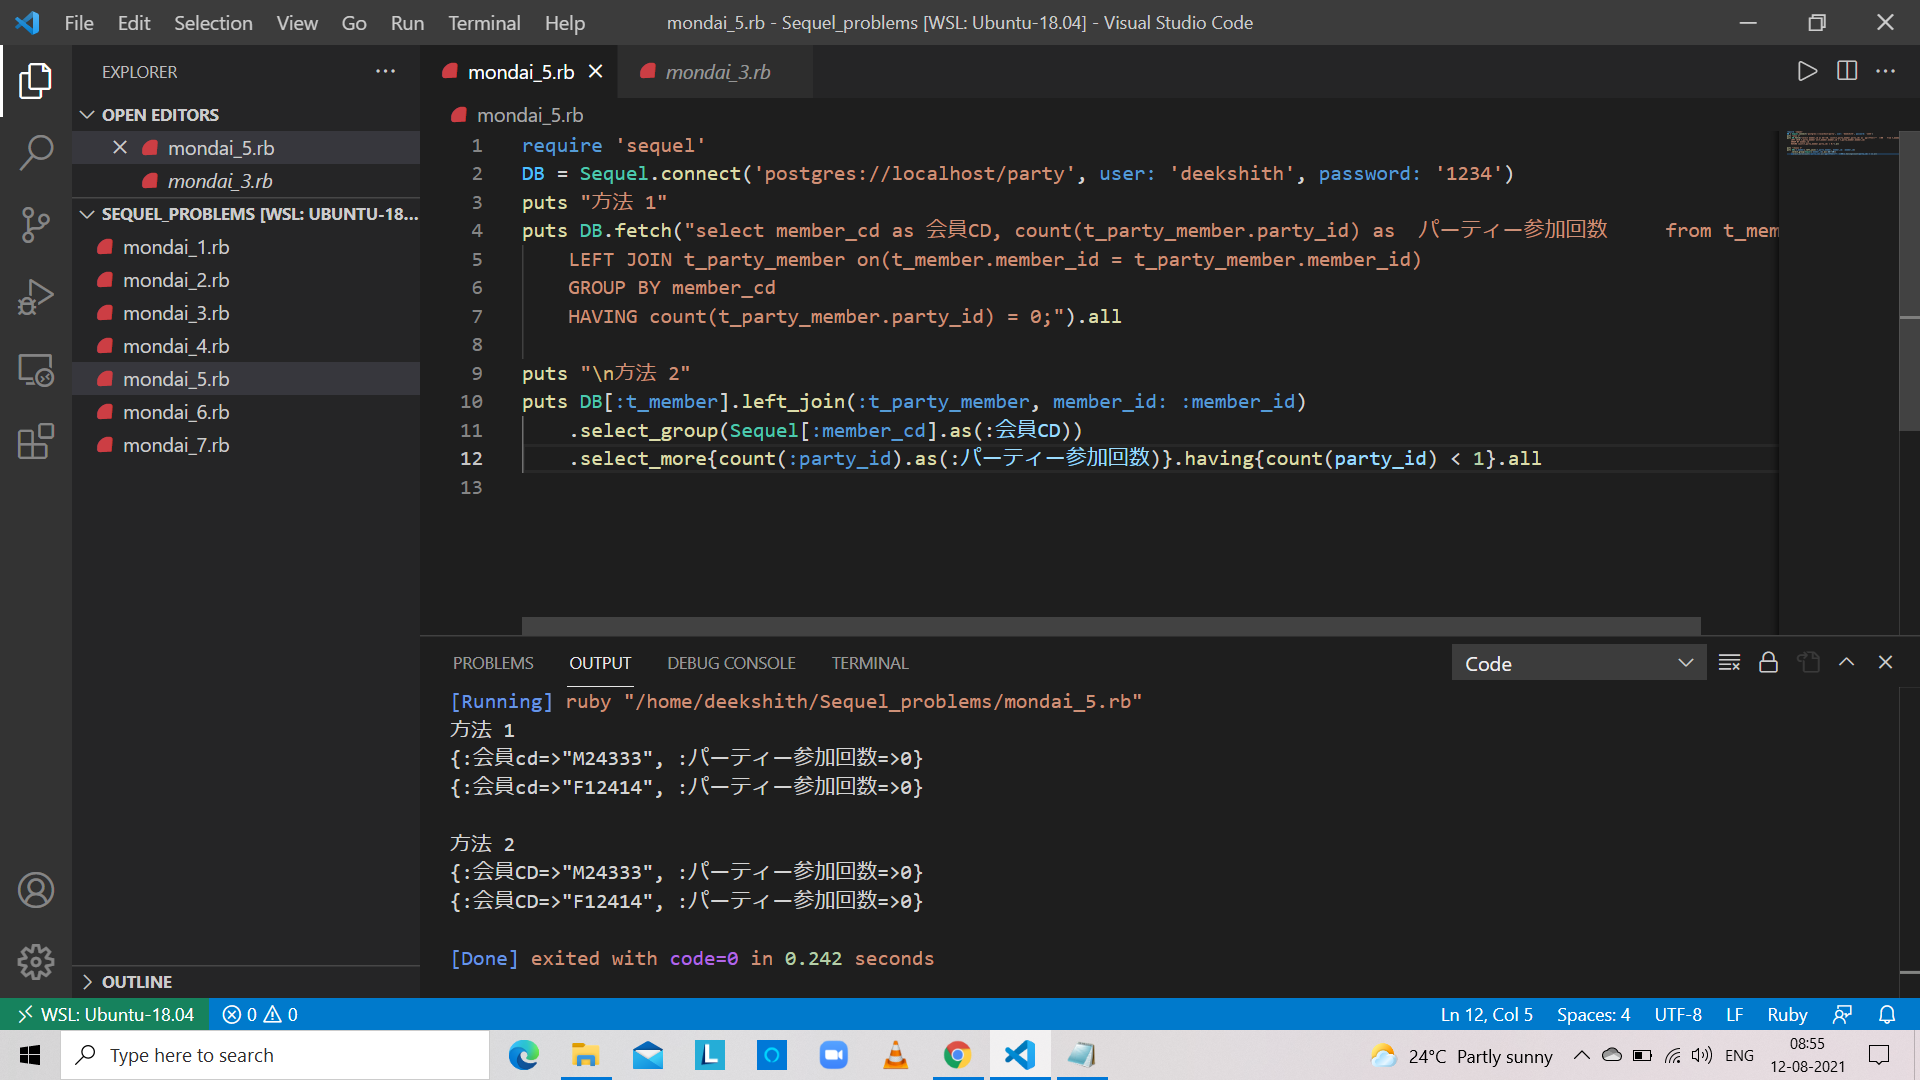 File Edit Selection View Go Run Terminal Help
mondai_5.rb - Sequel_problems [WSL: Ubuntu-18.04] - Visual Studio Code
EXPLORER
OPEN EDITORS
mondai_5.rb
mondai_3.rb
SEQUEL_PROBLEMS [WSL: UBUNTU-18...
mondai_1.rb
mondai_2.rb
mondai_3.rb
mondai_4.rb
mondai_5.rb
mondai_6.rb
mondai_7.rb
OUTLINE
mondai_5.rb mondai_3.rb
mondai_5.rb
1 require 'sequel'
2 DB = Sequel.connect('postgres://localhost/party', user: 'deekshith', password: '1234')
3 puts "方法 1"
4 puts DB.fetch("select member_cd as 会員CD, count(t_party_member.party_id) as パーティー参加回数 from t_mem
5 LEFT JOIN t_party_member on(t_member.member_id = t_party_member.member_id)
6 GROUP BY member_cd
7 HAVING count(t_party_member.party_id) = 0;").all
8
9 puts "\n方法 2"
10 puts DB[:t_member].left_join(:t_party_member, member_id: :member_id)
11 .select_group(Sequel[:member_cd].as(:会員CD))
12 .select_more{count(:party_id).as(:パーティー参加回数)}.having{count(party_id) < 1}.all
13
PROBLEMS OUTPUT DEBUG CONSOLE TERMINAL
Code
[Running] ruby "/home/deekshith/Sequel_problems/mondai_5.rb"
方法 1
{:会員cd=>"M24333", :パーティー参加回数=>0}
{:会員cd=>"F12414", :パーティー参加回数=>0}
方法 2
{:会員CD=>"M24333", :パーティー参加回数=>0}
{:会員CD=>"F12414", :パーティー参加回数=>0}
[Done] exited with code=0 in 0.242 seconds
WSL: Ubuntu-18.04 0 0
Ln 12, Col 5 Spaces: 4 UTF-8 LF Ruby
Type here to search
L
24°C Partly sunny
ENG
08:55
12-08-2021